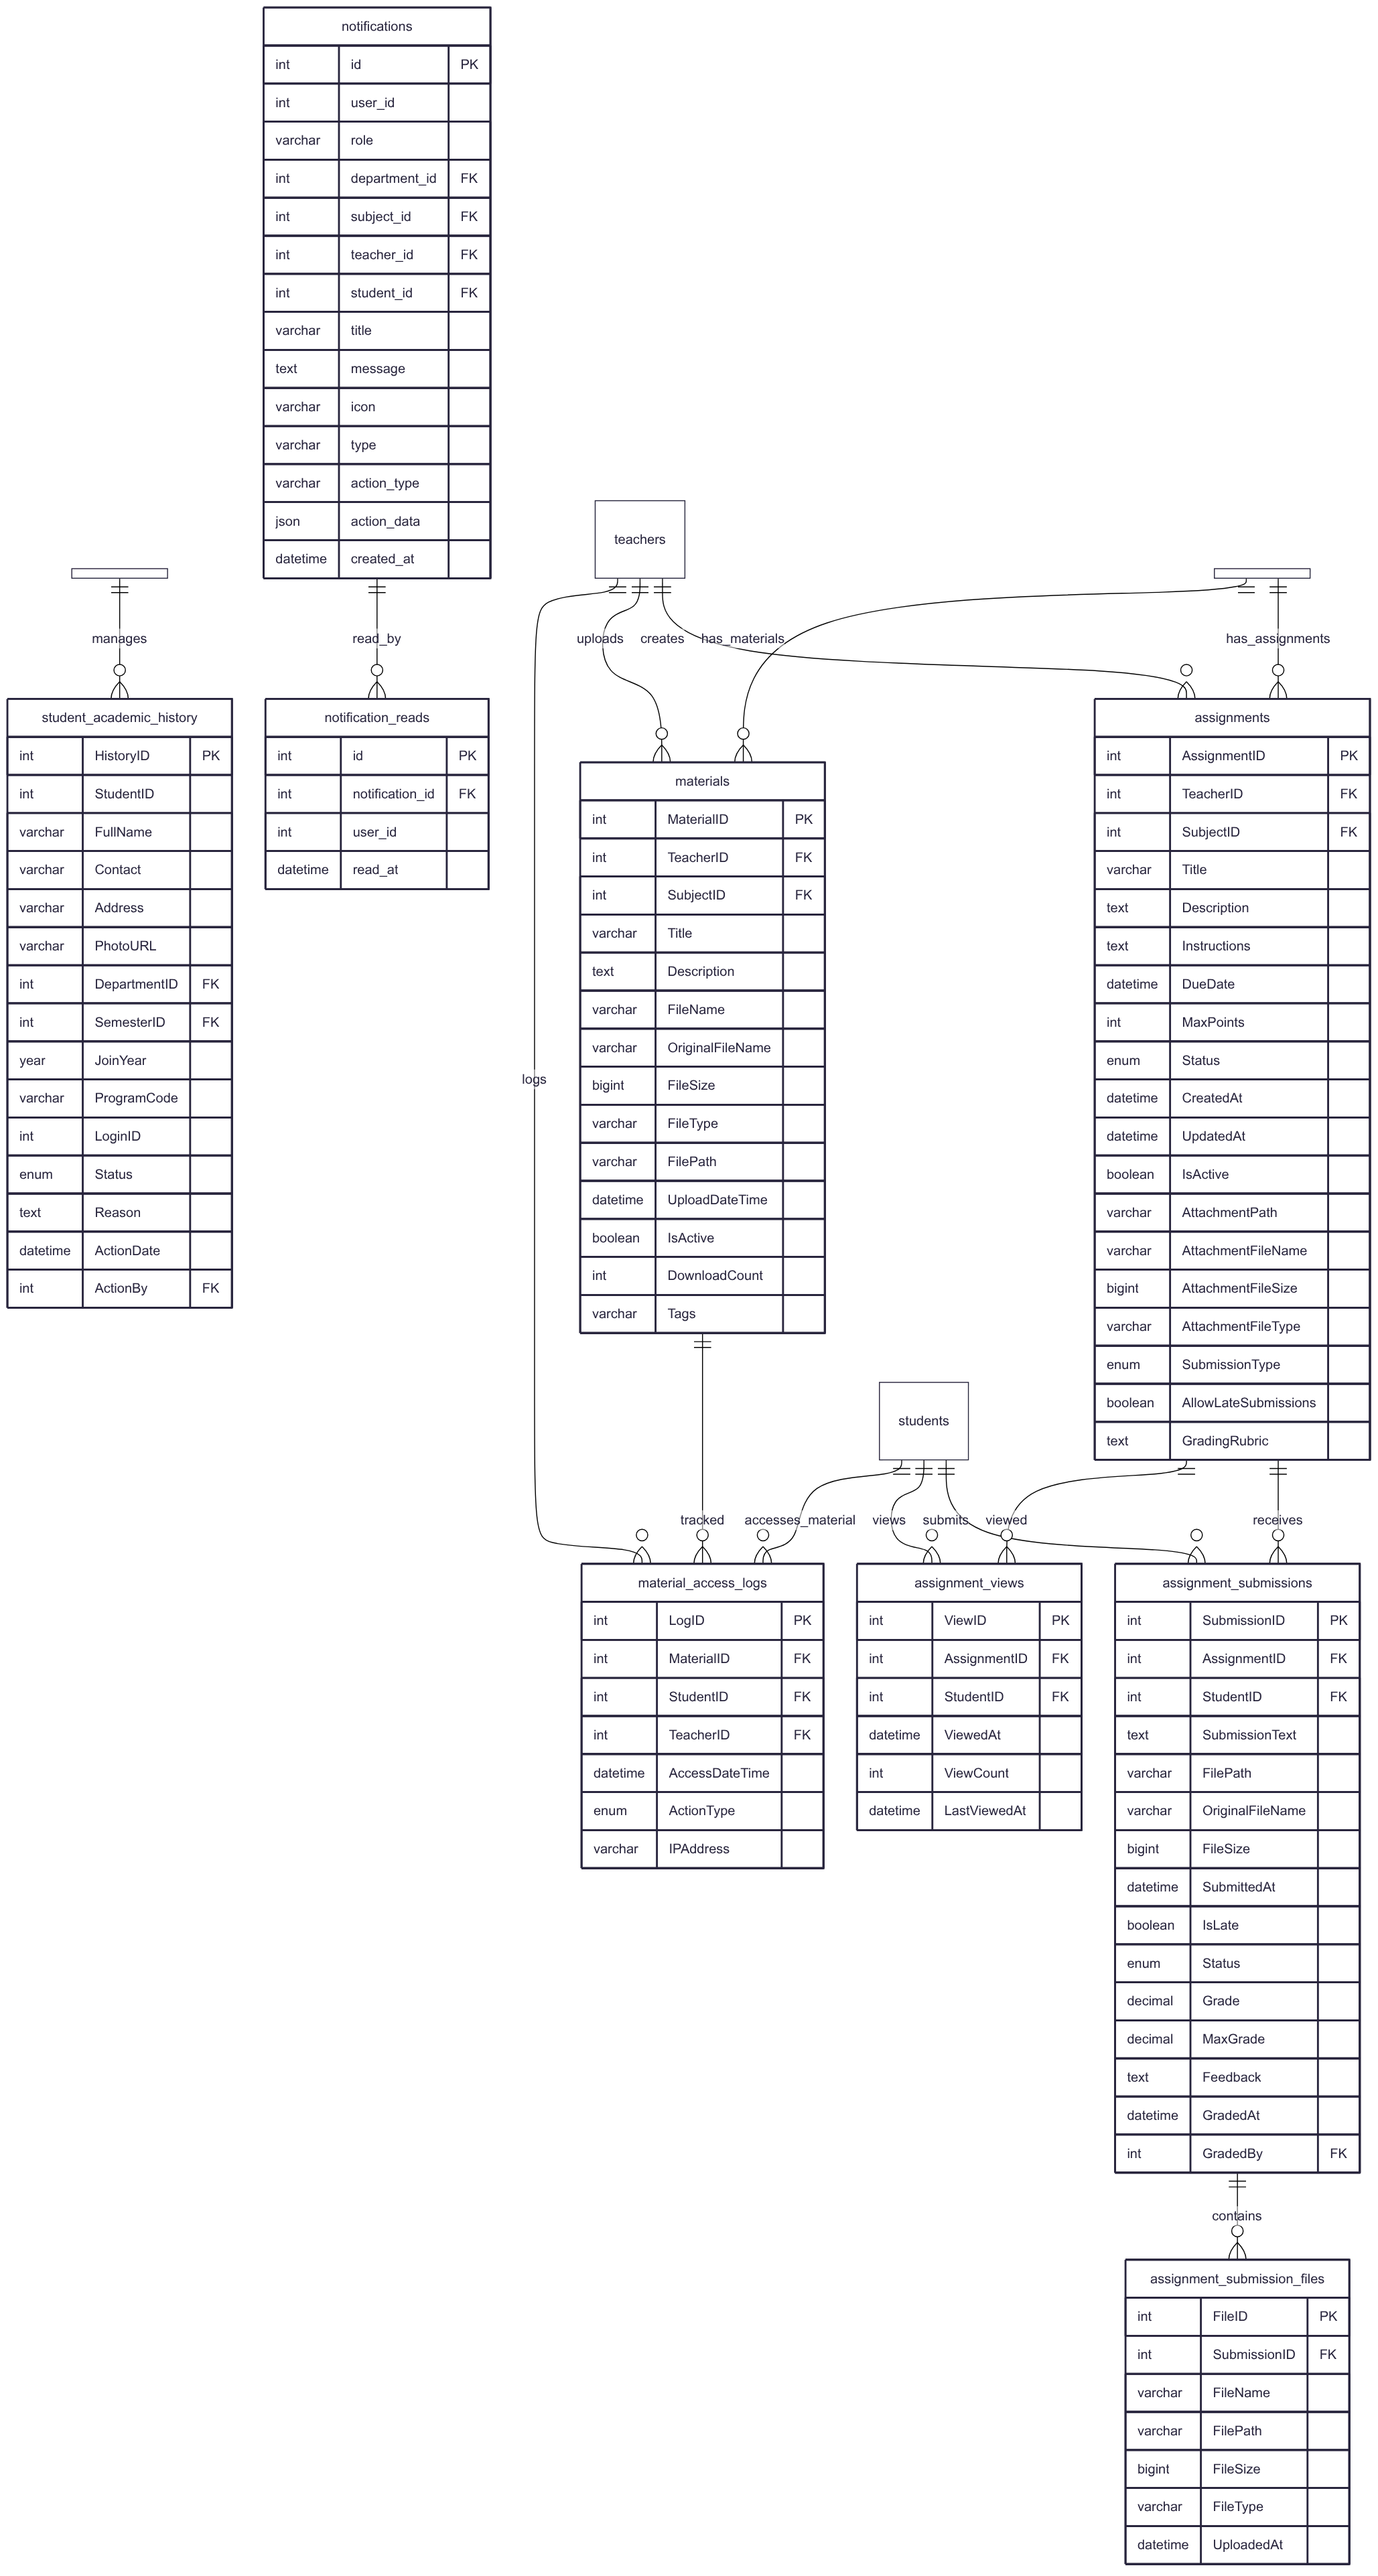 notifications
int id PK
int user_id
varchar role
int department_id FK
int subject_id FK
int teacher_id FK
int student_id FK
varchar title
text message
varchar icon
varchar type
varchar action_type
json action_data
datetime created_at
teachers
manages
read_by
uploads
creates
has_materials
has_assignments
student_academic_history
int HistoryID PK
int StudentID
varchar FullName
varchar Contact
varchar Address
varchar PhotoURL
int DepartmentID FK
int SemesterID FK
year JoinYear
varchar ProgramCode
int LoginID
enum Status
text Reason
datetime ActionDate
int ActionBy FK
notification_reads
int id PK
int notification_id FK
int user_id
datetime read_at
logs
materials
int MaterialID PK
int TeacherID FK
int SubjectID FK
varchar Title
text Description
varchar FileName
varchar OriginalFileName
bigint FileSize
varchar FileType
varchar FilePath
datetime UploadDateTime
boolean IsActive
int DownloadCount
varchar Tags
assignments
int AssignmentID PK
int TeacherID FK
int SubjectID FK
varchar Title
text Description
text Instructions
datetime DueDate
int MaxPoints
enum Status
datetime CreatedAt
datetime UpdatedAt
boolean IsActive
varchar AttachmentPath
varchar AttachmentFileName
bigint AttachmentFileSize
varchar AttachmentFileType
enum SubmissionType
boolean AllowLateSubmissions
text GradingRubric
students
tracked
accesses_material
views
submits
viewed
receives
material_access_logs
int LogID PK
int MaterialID FK
int StudentID FK
int TeacherID FK
datetime AccessDateTime
enum ActionType
varchar IPAddress
assignment_views
int ViewID PK
int AssignmentID FK
int StudentID FK
datetime ViewedAt
int ViewCount
datetime LastViewedAt
assignment_submissions
int SubmissionID PK
int AssignmentID FK
int StudentID FK
text SubmissionText
varchar FilePath
varchar OriginalFileName
bigint FileSize
datetime SubmittedAt
boolean IsLate
enum Status
decimal Grade
decimal MaxGrade
text Feedback
datetime GradedAt
int GradedBy FK
contains
assignment_submission_files
int FileID PK
int SubmissionID FK
varchar FileName
varchar FilePath
bigint FileSize
varchar FileType
datetime UploadedAt